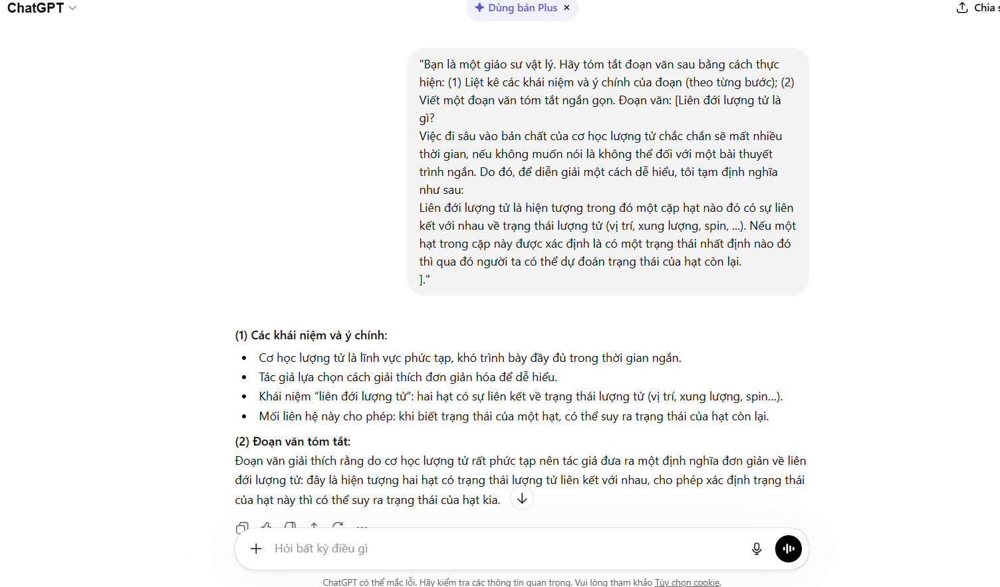 ChatGPT
Dùng bản Plus ×
Chia s
"Bạn là một giáo sư vật lý. Hãy tóm tắt đoạn văn sau bằng cách thực
hiện: (1) Liệt kê các khái niệm và ý chính của đoạn (theo từng bước); (2)
Viết một đoạn văn tóm tắt ngắn gọn. Đoạn văn: [Liên đới lượng tử là
gì?
Việc đi sâu vào bản chất của cơ học lượng tử chắc chắn sẽ mất nhiều
thời gian, nếu không muốn nói là không thể đối với một bài thuyết
trình ngắn. Do đó, để diễn giải một cách dễ hiểu, tôi tạm định nghĩa
như sau:
Liên đới lượng tử là hiện tượng trong đó một cặp hạt nào đó có sự liên
kết với nhau về trạng thái lượng tử (vị trí, xung lượng, spin, ...). Nếu một
hạt trong cặp này được xác định là có một trạng thái nhất định nào đó
thì qua đó người ta có thể dự đoán trạng thái của hạt còn lại.
]."
(1) Các khái niệm và ý chính:
• Cơ học lượng tử là lĩnh vực phức tạp, khó trình bày đầy đủ trong thời gian ngắn.
• Tác giả lựa chọn cách giải thích đơn giản hóa để dễ hiểu.
• Khái niệm "liên đới lượng tử": hai hạt có sự liên kết về trạng thái lượng tử (vị trí, xung lượng, spin...).
• Mối liên hệ này cho phép: khi biết trạng thái của một hạt, có thể suy ra trạng thái của hạt còn lại.
(2) Đoạn văn tóm tắt:
Đoạn văn giải thích rằng do cơ học lượng tử rất phức tạp nên tác giả đưa ra một định nghĩa đơn giản về liên
đới lượng tử: đây là hiện tượng hai hạt có trạng thái lượng tử liên kết với nhau, cho phép xác định trạng thái
của hạt này thì có thể suy ra trạng thái của hạt kia.
Hỏi bất kỳ điều gì
ChatGPT có thể mắc lỗi. Hãy kiểm tra các thông tin quan trọng. Vui lòng tham khảo Tùy chọn cookie.